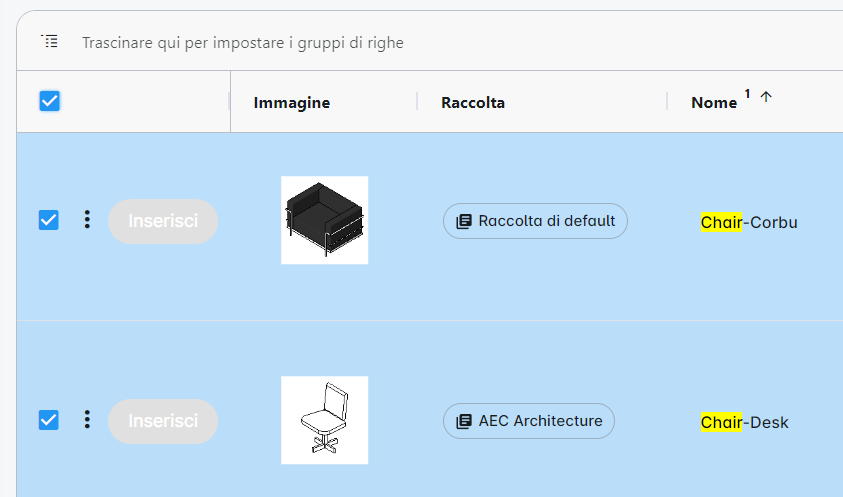 Trascinare qui per impostare i gruppi di righe
Immagine Raccolta Nome 1
Inserisci Raccolta di default Chair-Corbu
Inserisci AEC Architecture Chair-Desk